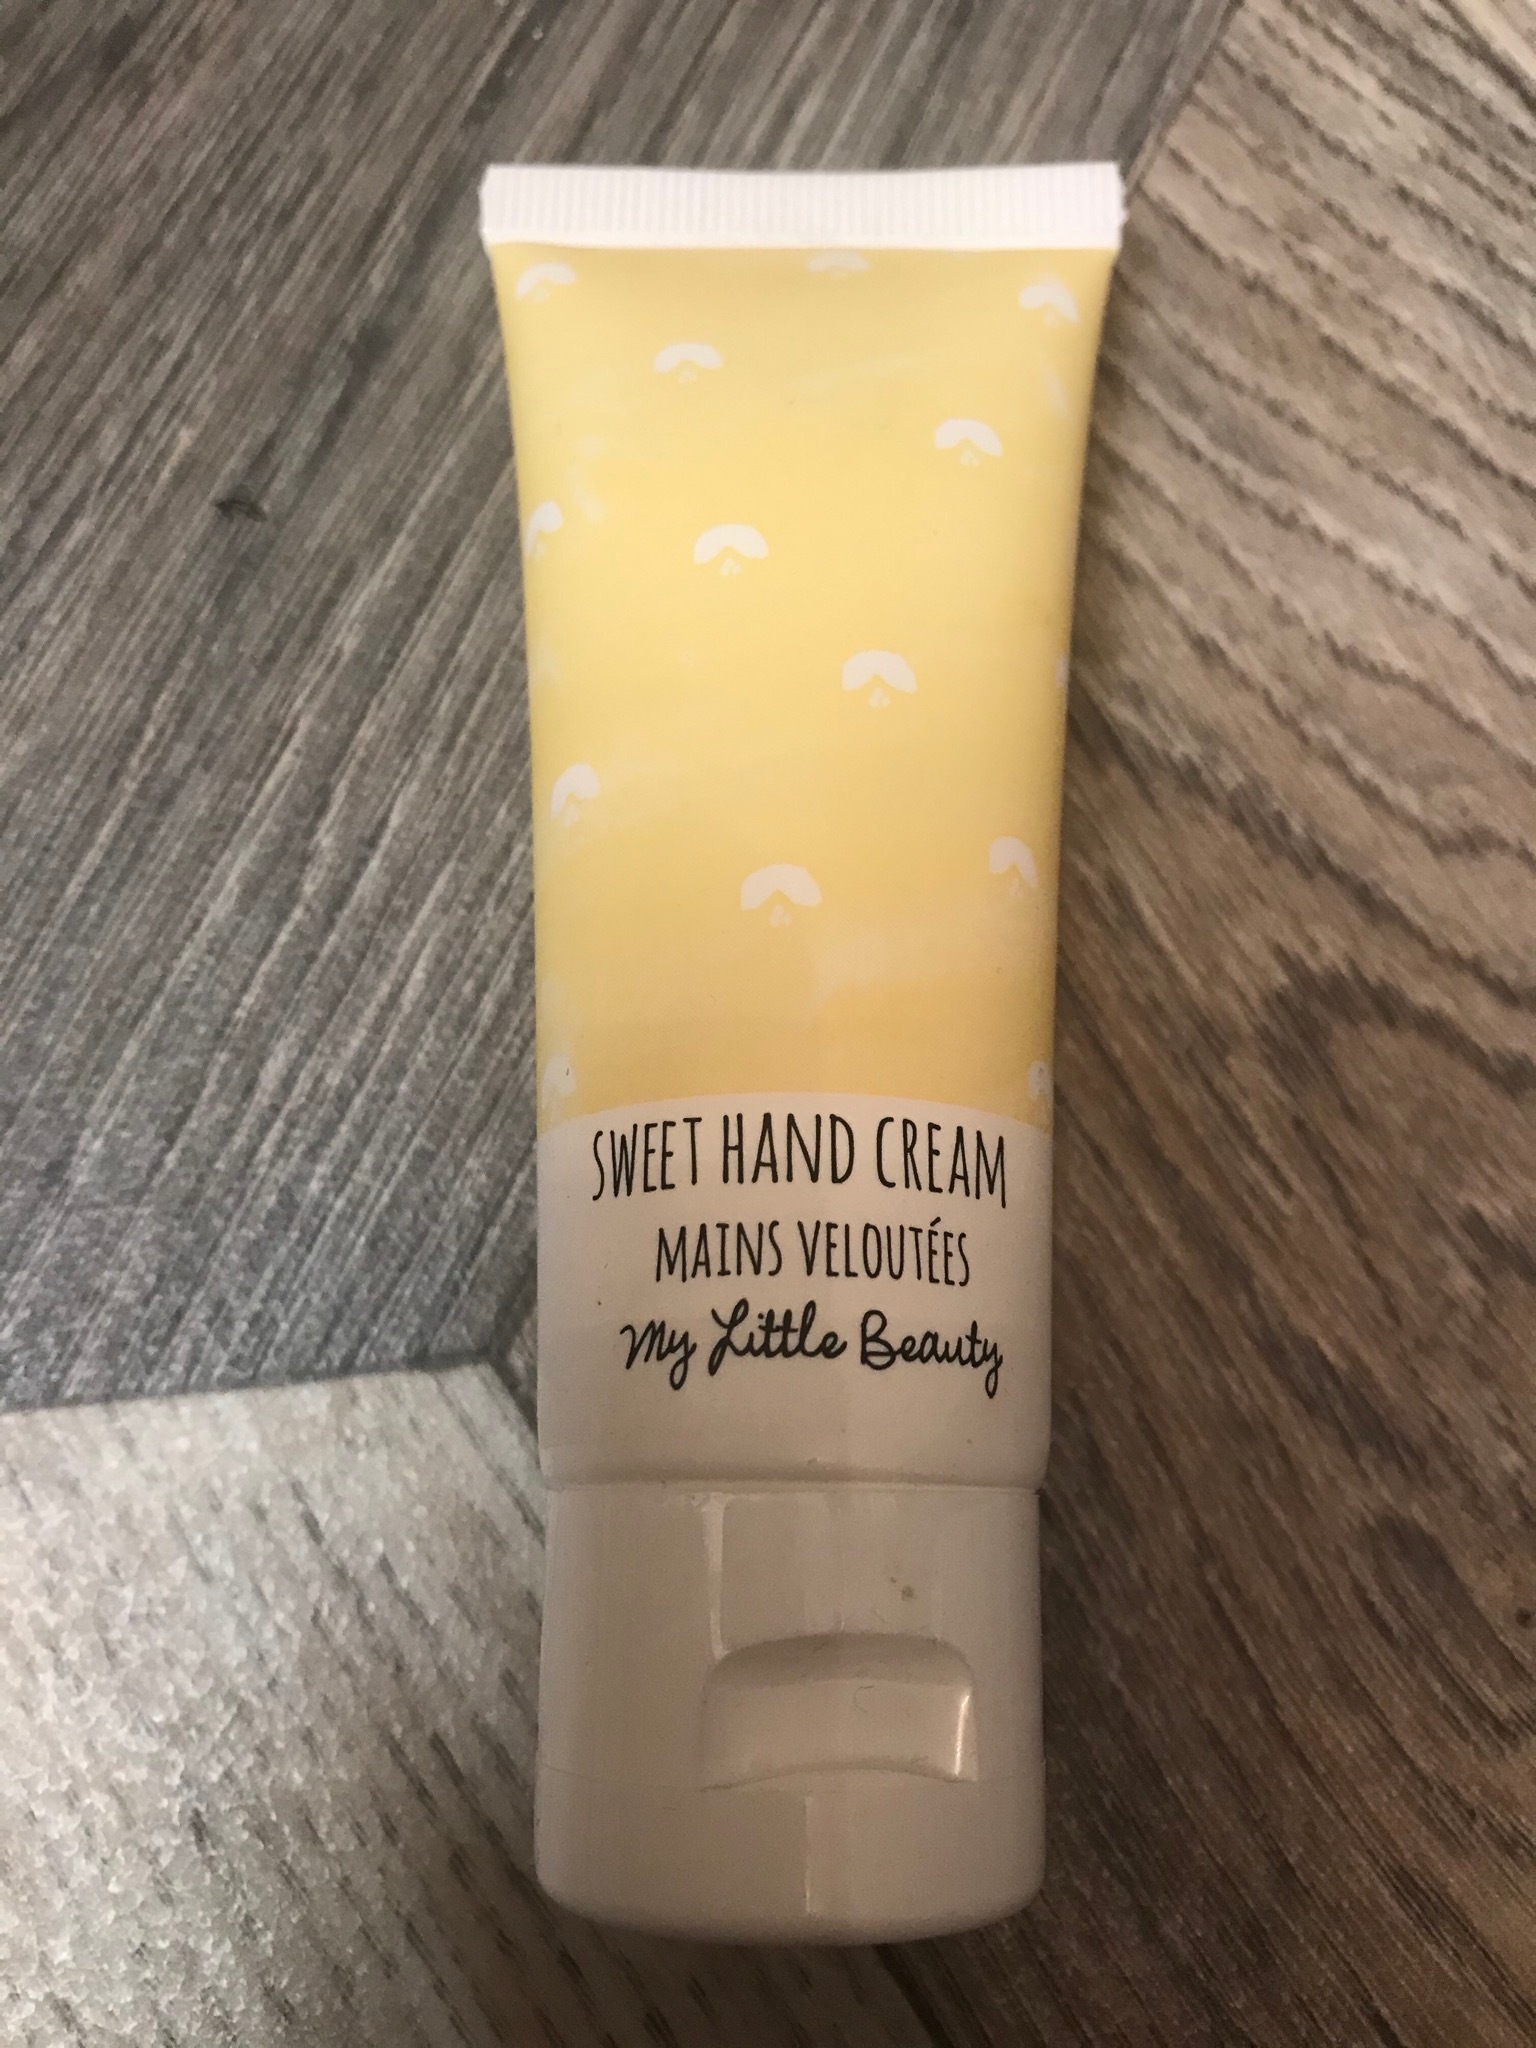 SWEET HAND CREAM
MAINS VELOUTÉES
My Little Beauty